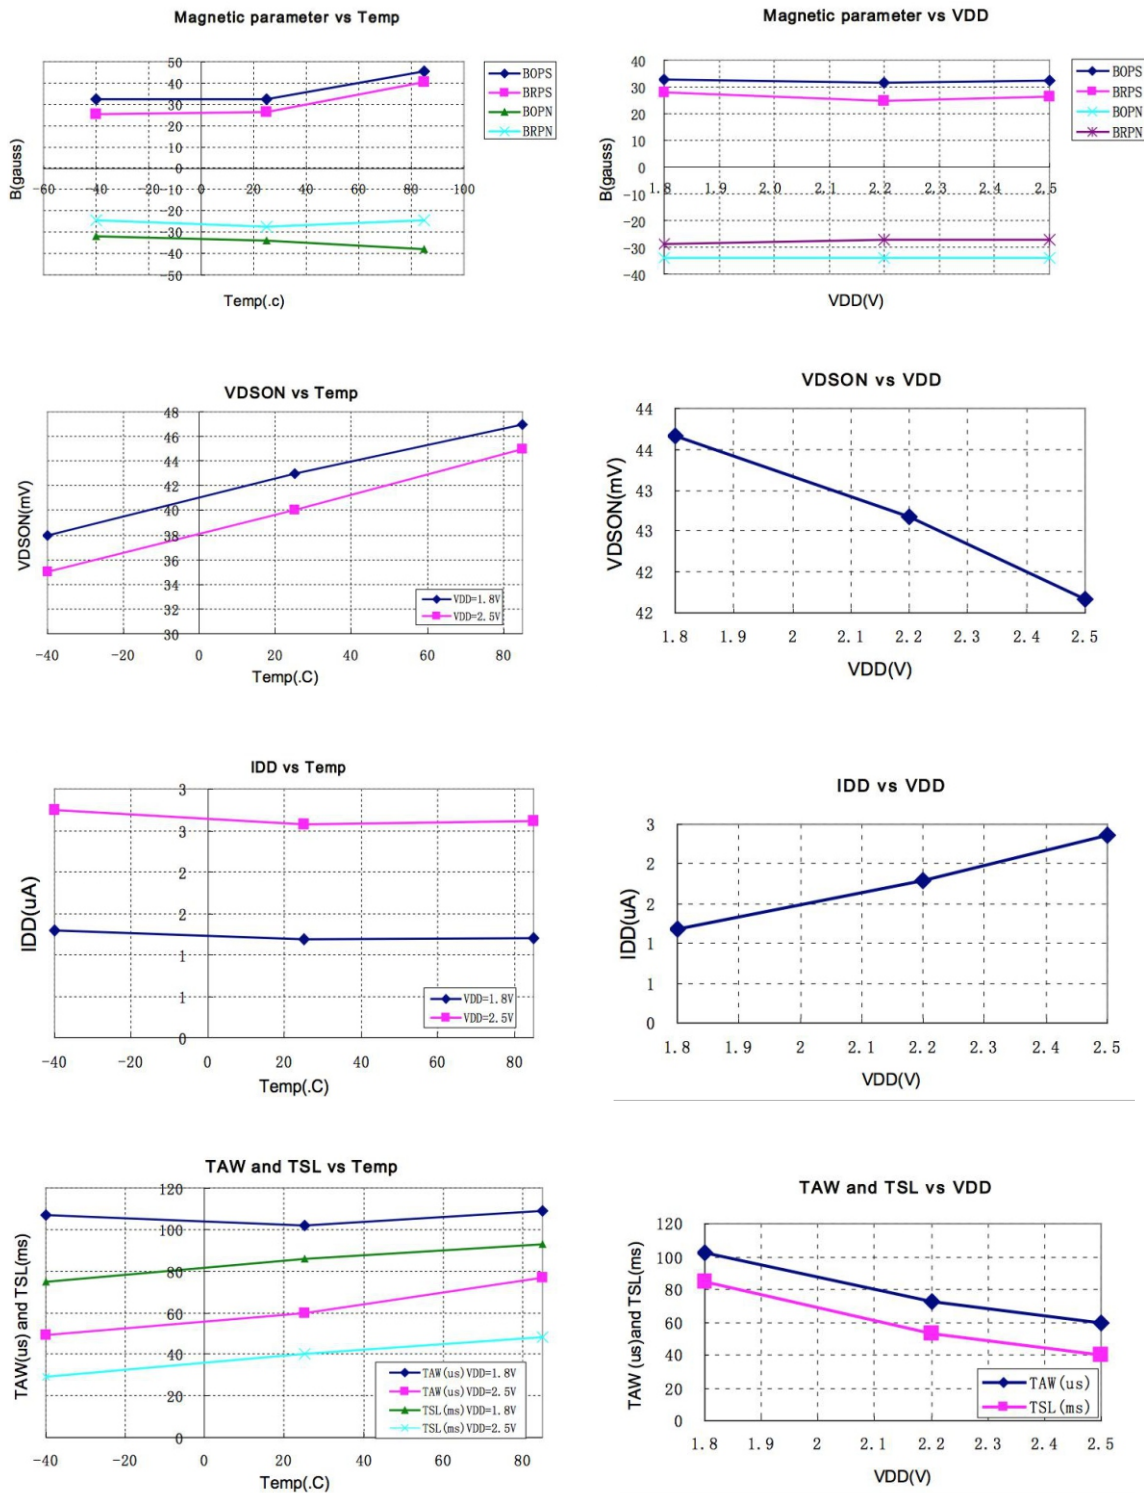 Magnetic parameter vs Temp
B(gauss)
50
40
30
20
10
0
-10
-20
-30
-40
-50
-60 -40 -20 0 20 40 60 80 100
Temp(.c)
BOPS
BRPS
BOPN
BRPN
Magnetic parameter vs VDD
B(gauss)
40
30
20
10
0
-10
-20
-30
-40
1.8 1.9 2.0 2.1 2.2 2.3 2.4 2.5
VDD(V)
BOPS
BRPS
BOPN
BRPN
VDSON vs Temp
VDSON(mV)
48
46
44
42
40
38
36
34
32
30
-40 -20 0 20 40 60 80
Temp(.C)
VDD=1.8V
VDD=2.5V
VDSON vs VDD
VDSON(mV)
44
44
43
43
42
42
1.8 1.9 2 2.1 2.2 2.3 2.4 2.5
VDD(V)
IDD vs Temp
IDD(uA)
3
3
2
2
1
1
0
-40 -20 0 20 40 60 80
Temp(.C)
VDD=1.8V
VDD=2.5V
IDD vs VDD
IDD(uA)
3
2
2
1
1
0
1.8 1.9 2 2.1 2.2 2.3 2.4 2.5
VDD(V)
TAW and TSL vs Temp
TAW(us) and TSL(ms)
120
100
80
60
40
20
0
-40 -20 0 20 40 60 80
Temp(.C)
TAW(us)VDD=1.8V
TAW(us)VDD=2.5V
TSL(ms)VDD=1.8V
TSL(ms)VDD=2.5V
TAW and TSL vs VDD
TAW (us)and TSL(ms)
120
100
80
60
40
20
0
1.8 1.9 2 2.1 2.2 2.3 2.4 2.5
VDD(V)
TAW(us)
TSL(ms)